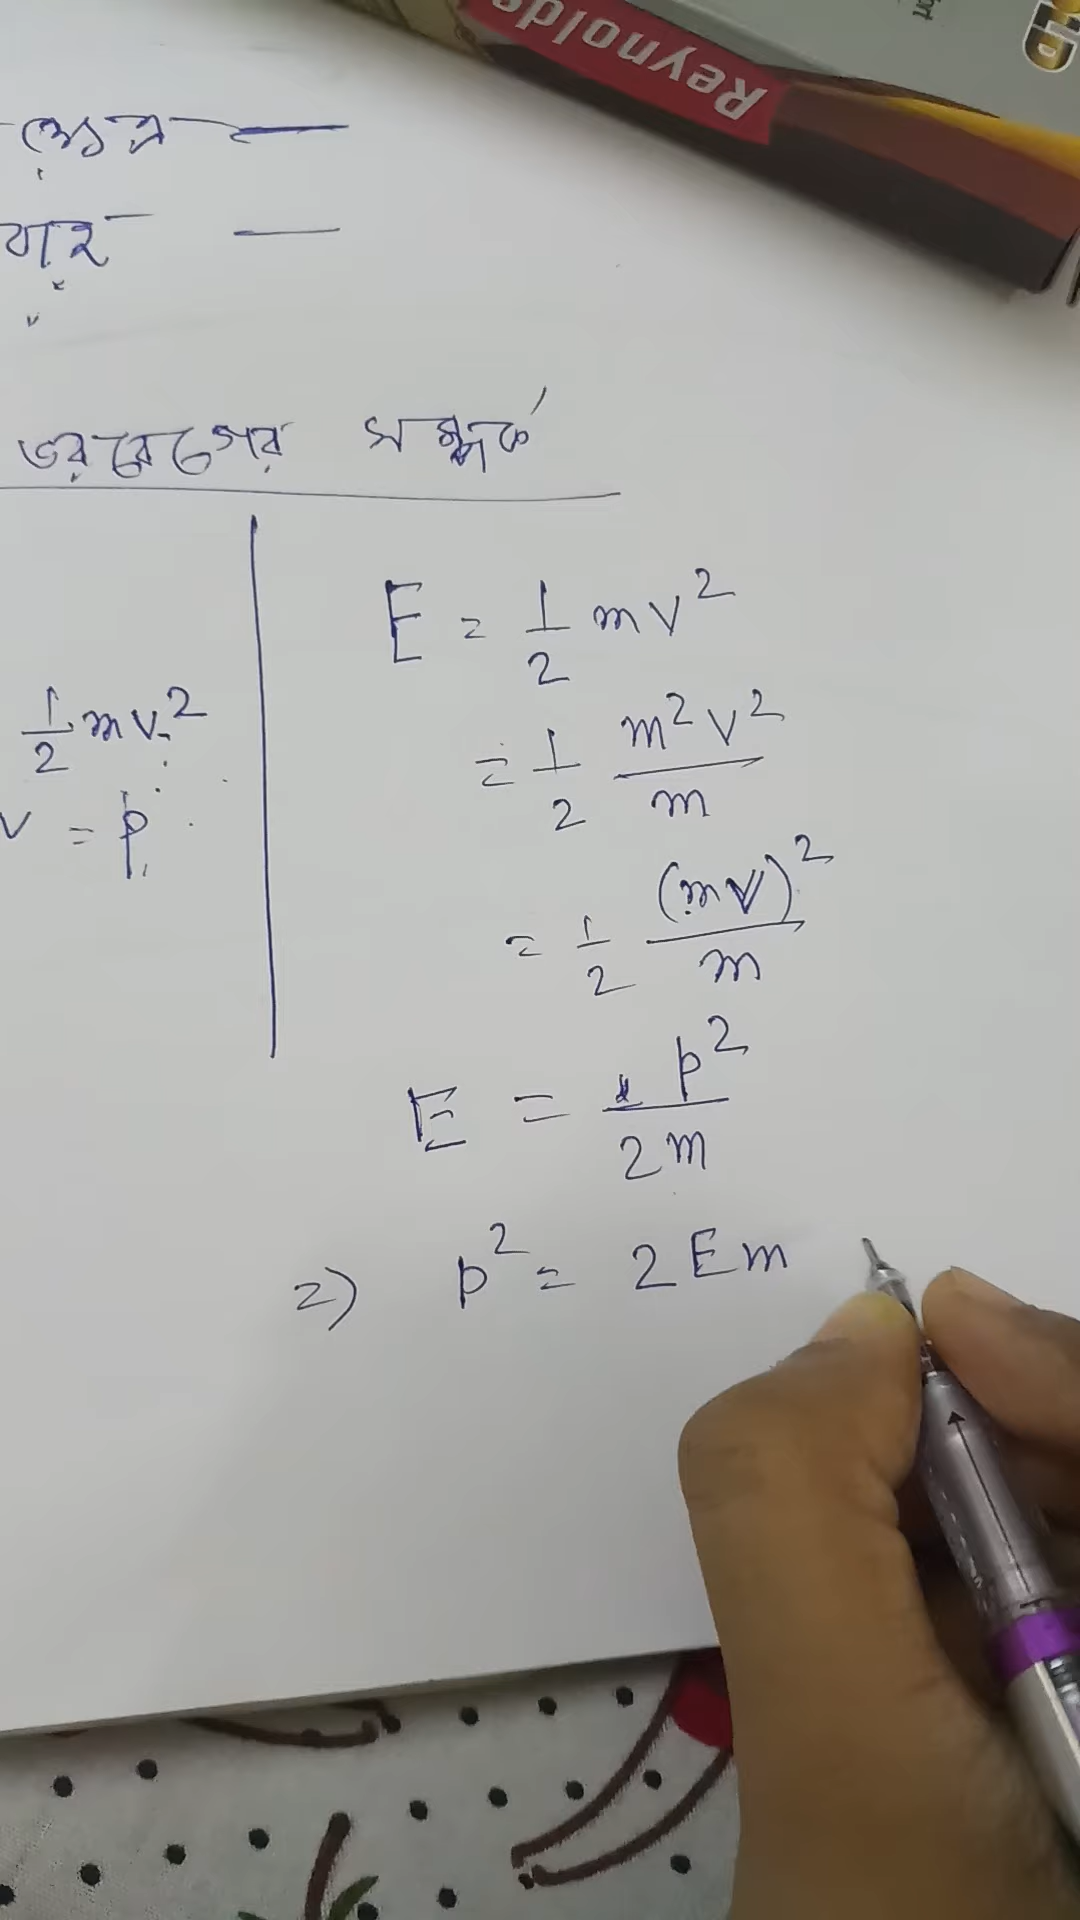 Reynolds
ভরবেগের সম্পর্ক
1/2 mv²
v = p
E = 1/2 mv²
= 1/2 m²v²/m
= 1/2 (mv)²/m
E = p²/2m
⇒) p² = 2Em